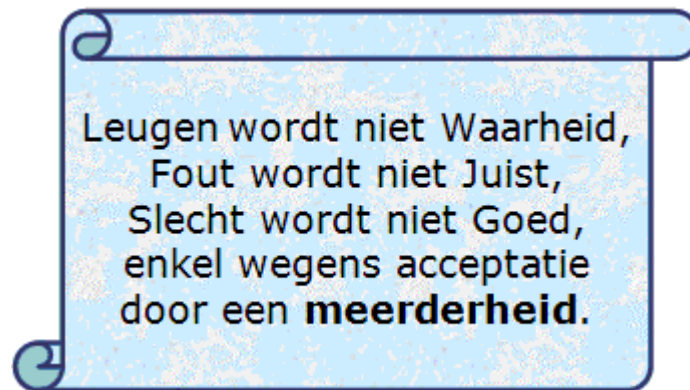 Leugen wordt niet Waarheid,
Fout wordt niet Juist,
Slecht wordt niet Goed,
enkel wegens acceptatie
door een meerderheid.